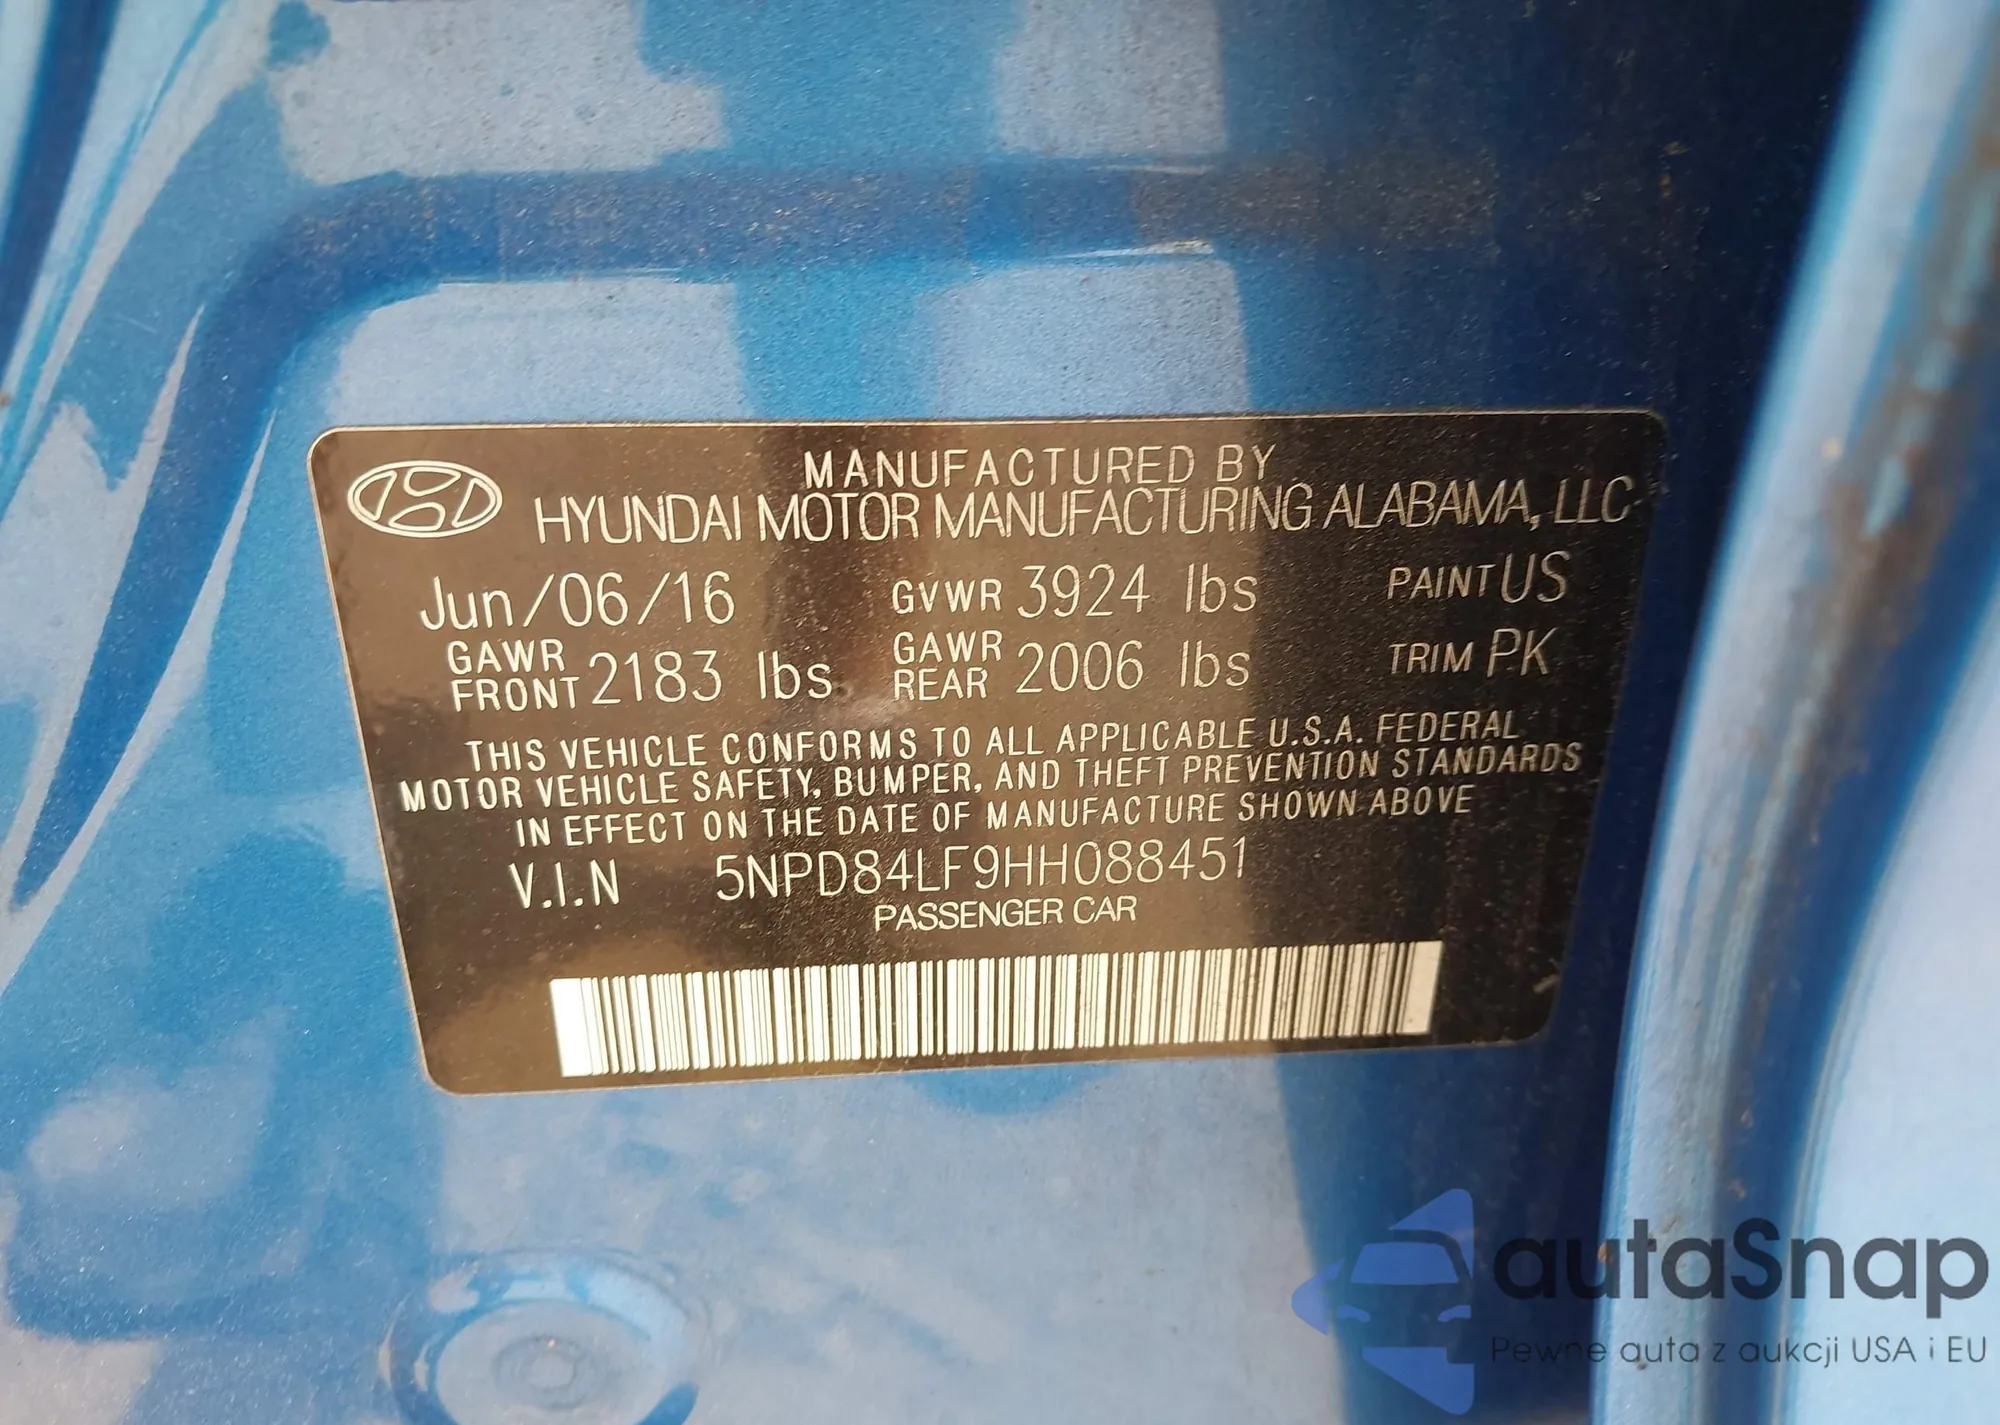 MANUFACTURED BY
HYUNDAI MOTOR MANUFACTURING ALABAMA, LLC
Jun/06/16 GVWR 3924 lbs PAINT US
GAWR FRONT 2183 lbs GAWR REAR 2006 lbs TRIM PK
THIS VEHICLE CONFORMS TO ALL APPLICABLE U.S.A. FEDERAL
MOTOR VEHICLE SAFETY, BUMPER, AND THEFT PREVENTION STANDARDS
IN EFFECT ON THE DATE OF MANUFACTURE SHOWN ABOVE
V.I.N 5NPD84LF9HH088451
PASSENGER CAR
autaSnap
Pewne auta z aukcji USA i EU